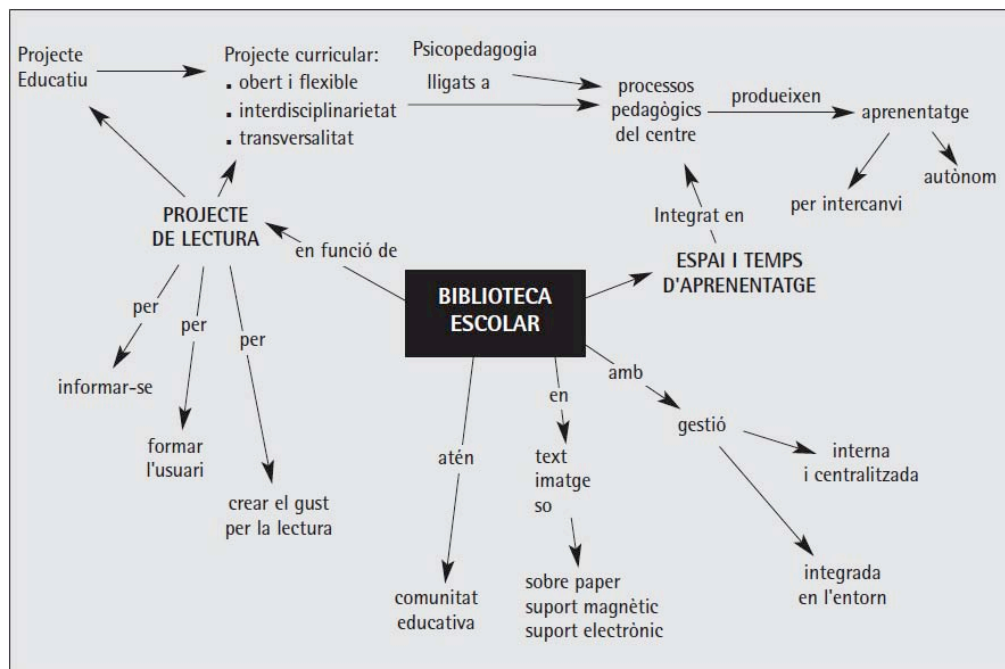 Projecte
Educatiu
Projecte curricular:
. obert i flexible
. interdisciplinarietat
. transversalitat
Psicopedagogia
lligats a
processos
pedagògics
del centre
produeixen
aprenentatge
autònom
per intercanvi
Integrat en
PROJECTE
DE LECTURA
en funció de
ESPAI I TEMPS
D'APRENENTATGE
BIBLIOTECA
ESCOLAR
per
per
per
informar-se
formar
l'usuari
crear el gust
per la lectura
atén
comunitat
educativa
en
text
imatge
so
sobre paper
suport magnètic
suport electrònic
amb
gestió
interna
i centralitzada
integrada
en l'entorn